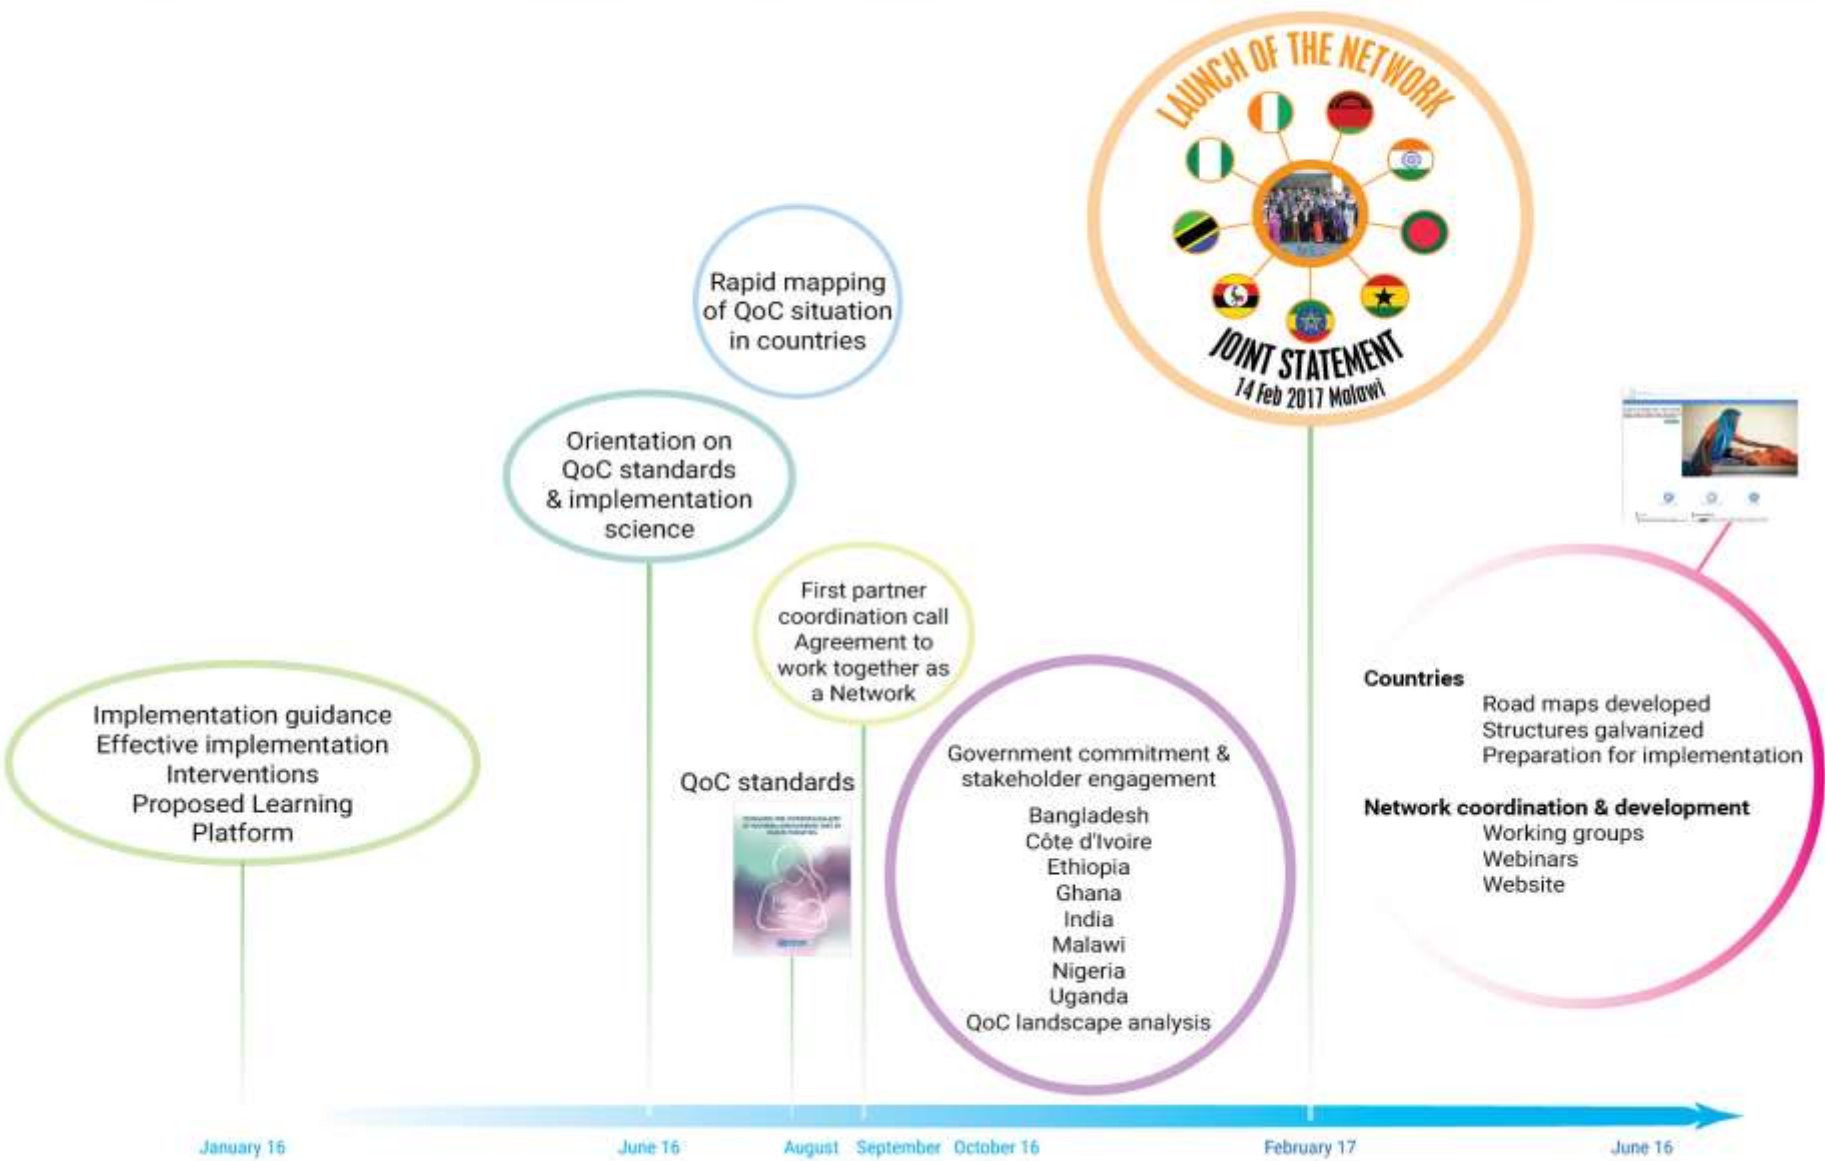 LAUNCH OF THE NETWORK
JOINT STATEMENT
14 Feb 2017 Malawi
Rapid mapping
of QoC situation
in countries
Orientation on
QoC standards
& implementation
science
First partner
coordination call
Agreement to
work together as
a Network
Implementation guidance
Effective implementation
Interventions
Proposed Learning
Platform
QoC standards
Government commitment &
stakeholder engagement
Bangladesh
Côte d'Ivoire
Ethiopia
Ghana
India
Malawi
Nigeria
Uganda
QoC landscape analysis
Countries
Road maps developed
Structures galvanized
Preparation for implementation
Network coordination & development
Working groups
Webinars
Website
January 16
June 16
August
September
October 16
February 17
June 16